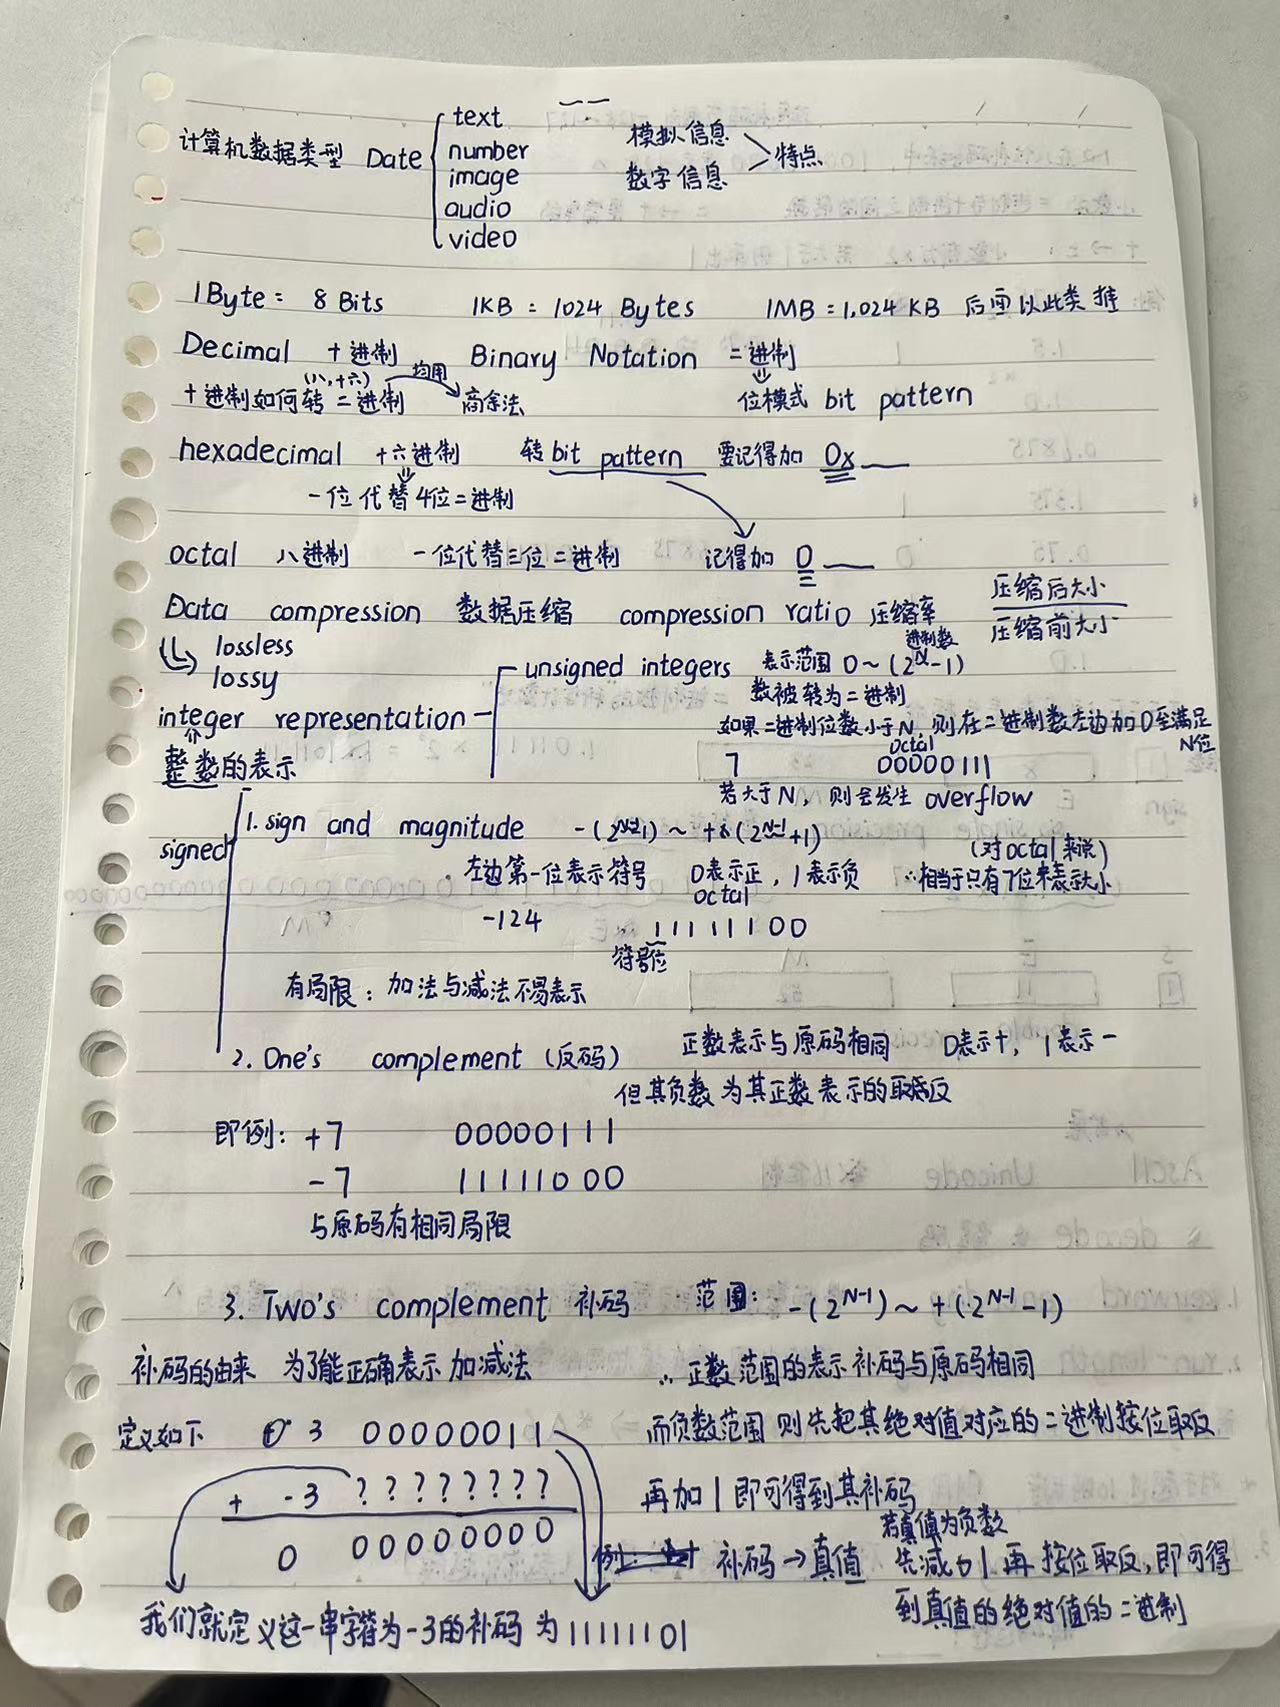 text
计算机数据类型 Date
number
image
audio
video
模拟信息
数字信息
特点
1Byte = 8 Bits 1KB = 1024 Bytes 1MB = 1,024 KB 后面以此类推
Decimal 十进制 Binary Notation 二进制
(八,十六) 均用
十进制如何转二进制 商余法 位模式 bit pattern
hexadecimal 十六进制 转 bit pattern 要记得加 0x
一位代替4位二进制
octal 八进制 一位代替三位二进制 记得加 0
Data compression 数据压缩 compression ratio 压缩率 压缩后大小
压缩前大小
lossless
lossy
进制数
unsigned integers 表示范围 0~(2^N-1)
数被转为二进制
integer representation
如果二进制位数小于N,则在二进制数左边加0至满足N位
整数的表示
octal
7 00000111
若大于N,则会发生 overflow
signed
1. sign and magnitude -(2^N-1 1) ~ +(2^N-1+1)
(对octal来说)
左边第一位表示符号 0表示正,1表示负 ∴相当于只有7位来表示大小
octal
-124 11111100
符号位
有局限:加法与减法不易表示
2. One's complement (反码) 正数表示与原码相同 0表示+,1表示-
但其负数为其正数表示的取反
即例: +7 00000111
-7 11111000
与原码有相同局限
3. Two's complement 补码 范围: -(2^N-1) ~ +(2^N-1-1)
补码的由来 为了能正确表示加减法 ∴正数范围的表示补码与原码相同
定义如下 3 00000011 而负数范围则先把其绝对值对应的二进制按位取反
+ -3 ???????? 再加1即可得到其补码
0 00000000
若真值为负数
例: 补码→真值 先减1再按位取反,即可得
到真值的绝对值的二进制
我们就定义这一串字符为-3的补码为11111101